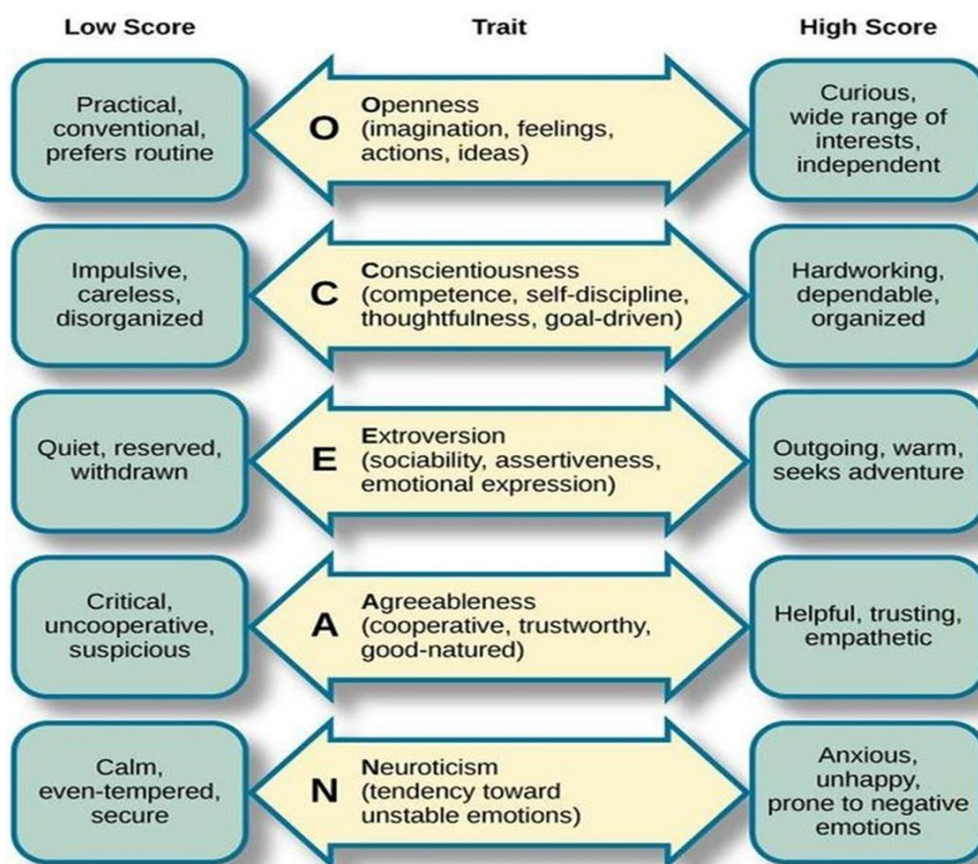 Low Score
Trait
High Score
Practical,
conventional,
prefers routine
O
Openness
(imagination, feelings,
actions, ideas)
Curious,
wide range of
interests,
independent
Impulsive,
careless,
disorganized
C
Conscientiousness
(competence, self-discipline,
thoughtfulness, goal-driven)
Hardworking,
dependable,
organized
Quiet, reserved,
withdrawn
E
Extroversion
(sociability, assertiveness,
emotional expression)
Outgoing, warm,
seeks adventure
Critical,
uncooperative,
suspicious
A
Agreeableness
(cooperative, trustworthy,
good-natured)
Helpful, trusting,
empathetic
Calm,
even-tempered,
secure
N
Neuroticism
(tendency toward
unstable emotions)
Anxious,
unhappy,
prone to negative
emotions